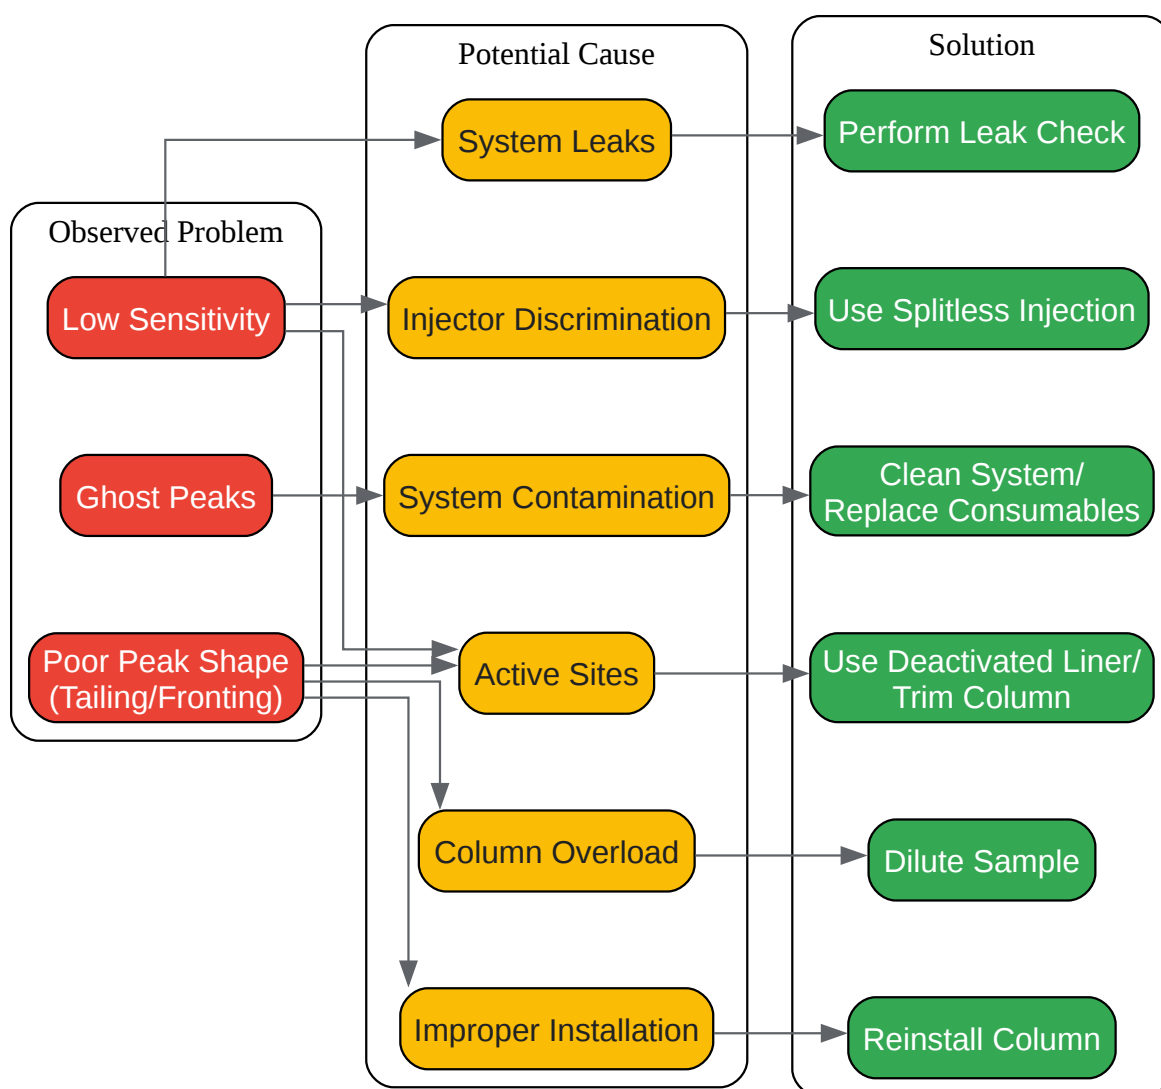 Observed Problem
Low Sensitivity
Ghost Peaks
Poor Peak Shape
(Tailing/Fronting)
Potential Cause
System Leaks
Injector Discrimination
System Contamination
Active Sites
Column Overload
Improper Installation
Solution
Perform Leak Check
Use Splitless Injection
Clean System/
Replace Consumables
Use Deactivated Liner/
Trim Column
Dilute Sample
Reinstall Column